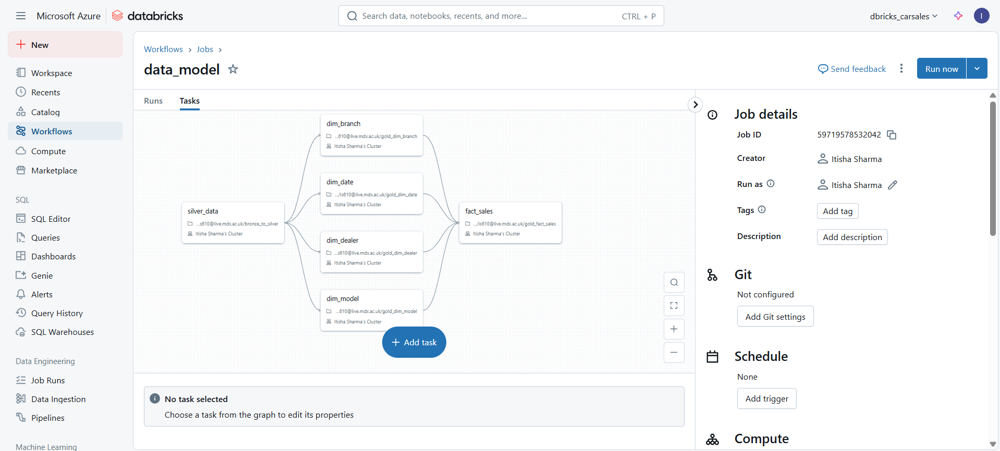 Microsoft Azure
databricks
Search data, notebooks, recents, and more...
CTRL + P
dbricks_carsales
I
New
Workspace
Recents
Catalog
Workflows
Compute
Marketplace
SQL
SQL Editor
Queries
Dashboards
Genie
Alerts
Query History
SQL Warehouses
Data Engineering
Job Runs
Data Ingestion
Pipelines
Machine Learning
Workflows › Jobs ›
data_model
Send feedback
Run now
Runs
Tasks
silver_data
...s610@live.mdx.ac.uk/bronze_to_silver
Itisha Sharma's Cluster
dim_branch
...610@live.mdx.ac.uk/gold_dim_branch
Itisha Sharma's Cluster
dim_date
.../is610@live.mdx.ac.uk/gold_dim_date
Itisha Sharma's Cluster
dim_dealer
...s610@live.mdx.ac.uk/gold_dim_dealer
Itisha Sharma's Cluster
dim_model
...610@live.mdx.ac.uk/gold_dim_model
Itisha Sharma's Cluster
fact_sales
.../is610@live.mdx.ac.uk/gold_fact_sales
Itisha Sharma's Cluster
+ Add task
No task selected
Choose a task from the graph to edit its properties
Job details
Job ID
59719578532042
Creator
Itisha Sharma
Run as
Itisha Sharma
Tags
Add tag
Description
Add description
Git
Not configured
Add Git settings
Schedule
None
Add trigger
Compute